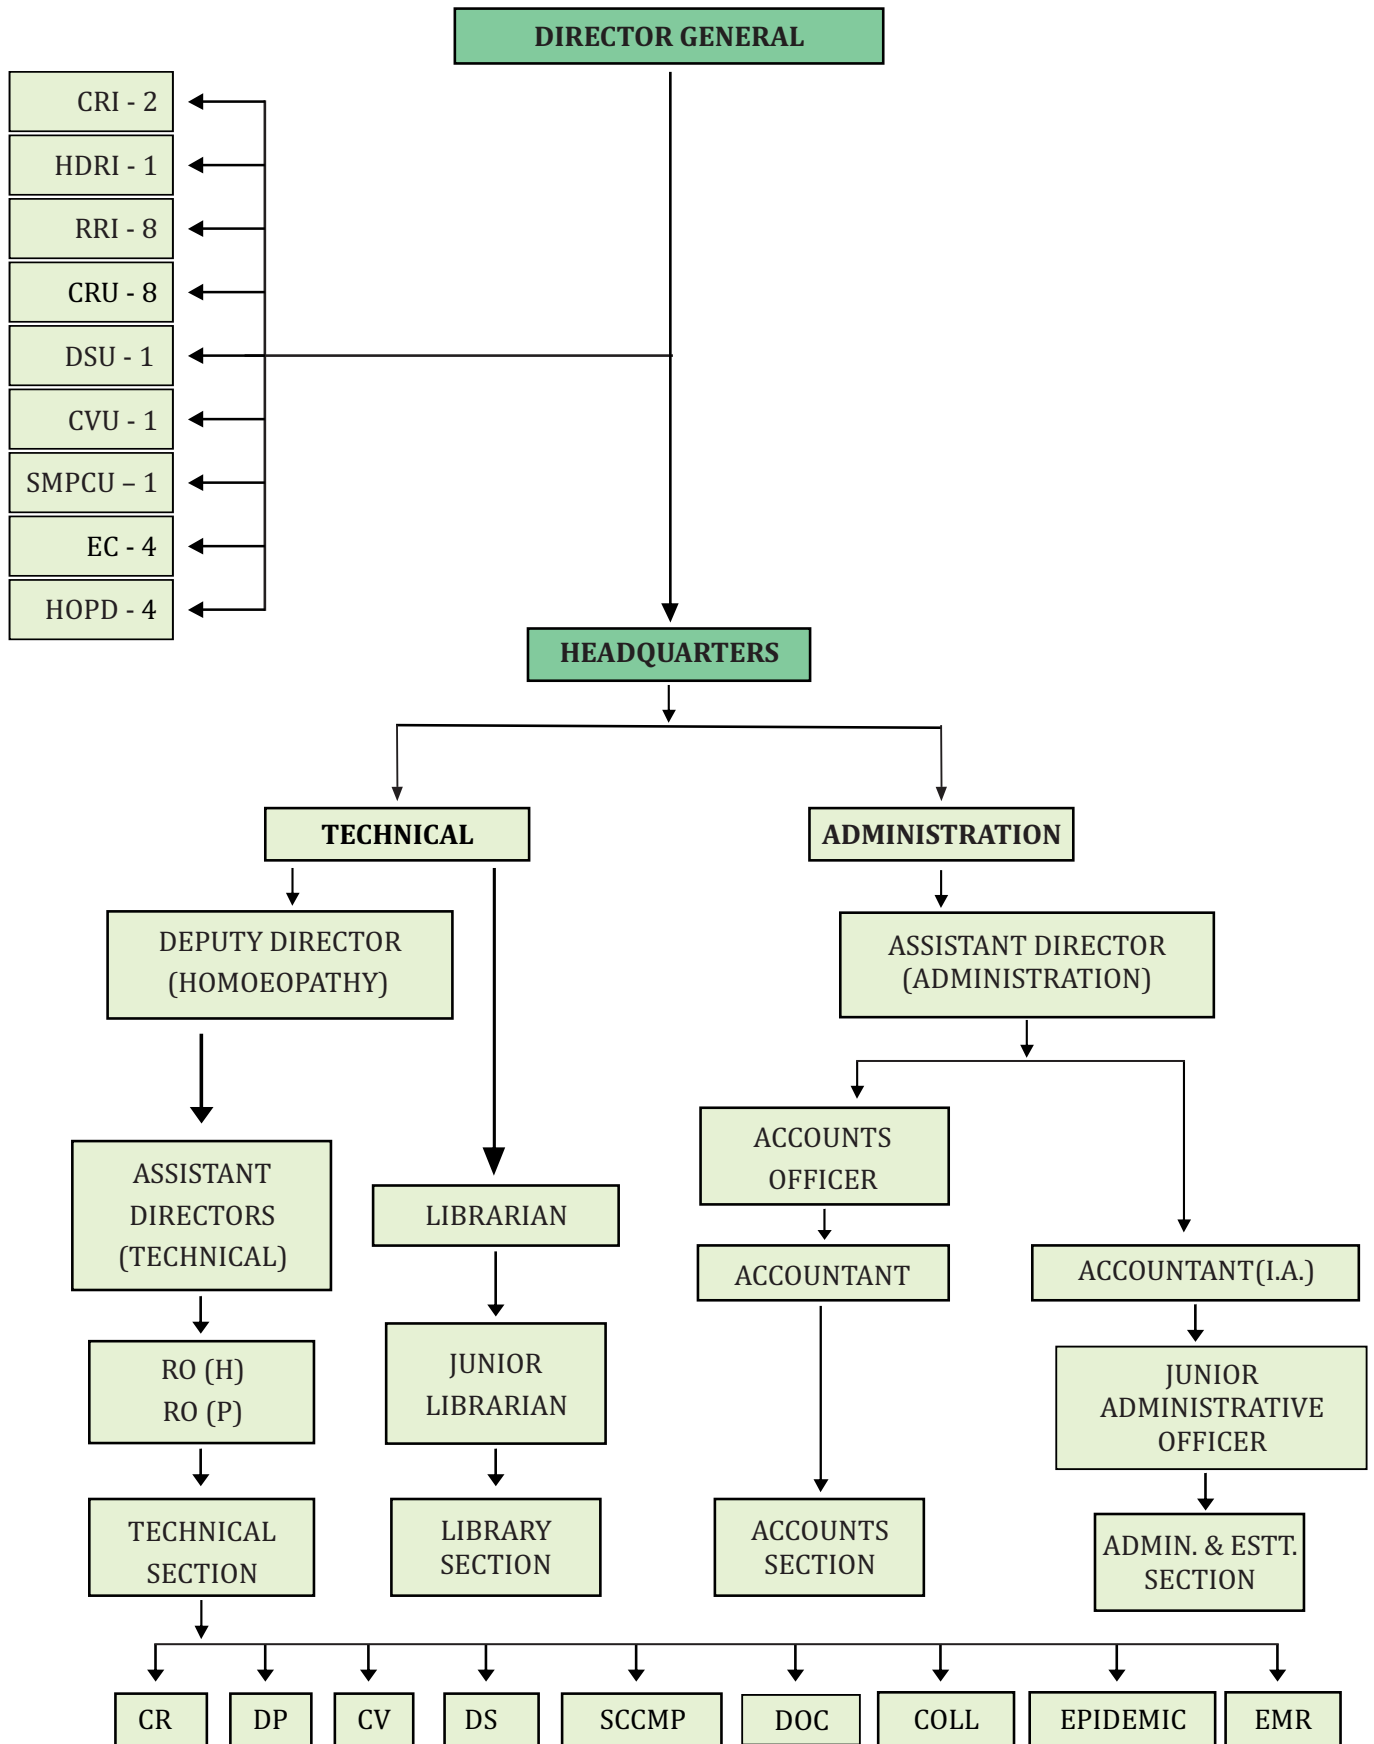 DIRECTOR GENERAL
CRI - 2
HDRI - 1
RRI - 8
CRU - 8
DSU - 1
CVU - 1
SMPCU – 1
EC - 4
HOPD - 4
HEADQUARTERS
TECHNICAL
ADMINISTRATION
DEPUTY DIRECTOR
(HOMOEOPATHY)
ASSISTANT DIRECTOR
(ADMINISTRATION)
ASSISTANT
DIRECTORS
(TECHNICAL)
LIBRARIAN
ACCOUNTS
OFFICER
ACCOUNTANT
ACCOUNTANT(I.A.)
RO (H)
RO (P)
JUNIOR
LIBRARIAN
JUNIOR
ADMINISTRATIVE
OFFICER
TECHNICAL
SECTION
LIBRARY
SECTION
ACCOUNTS
SECTION
ADMIN. & ESTT.
SECTION
CR
DP
CV
DS
SCCMP
DOC
COLL
EPIDEMIC
EMR